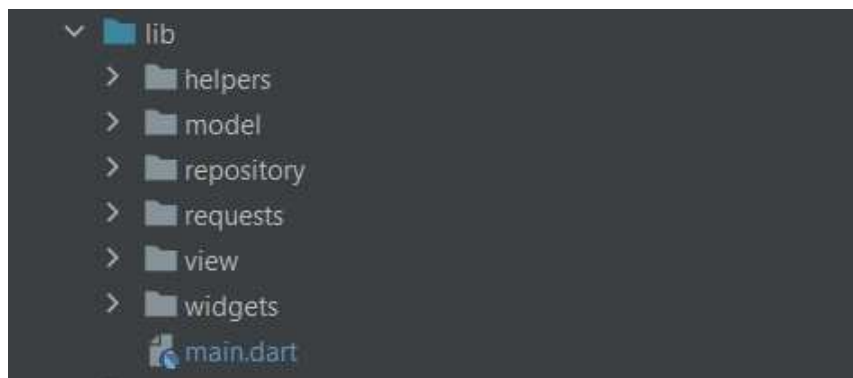 lib
helpers
model
repository
requests
view
widgets
main.dart